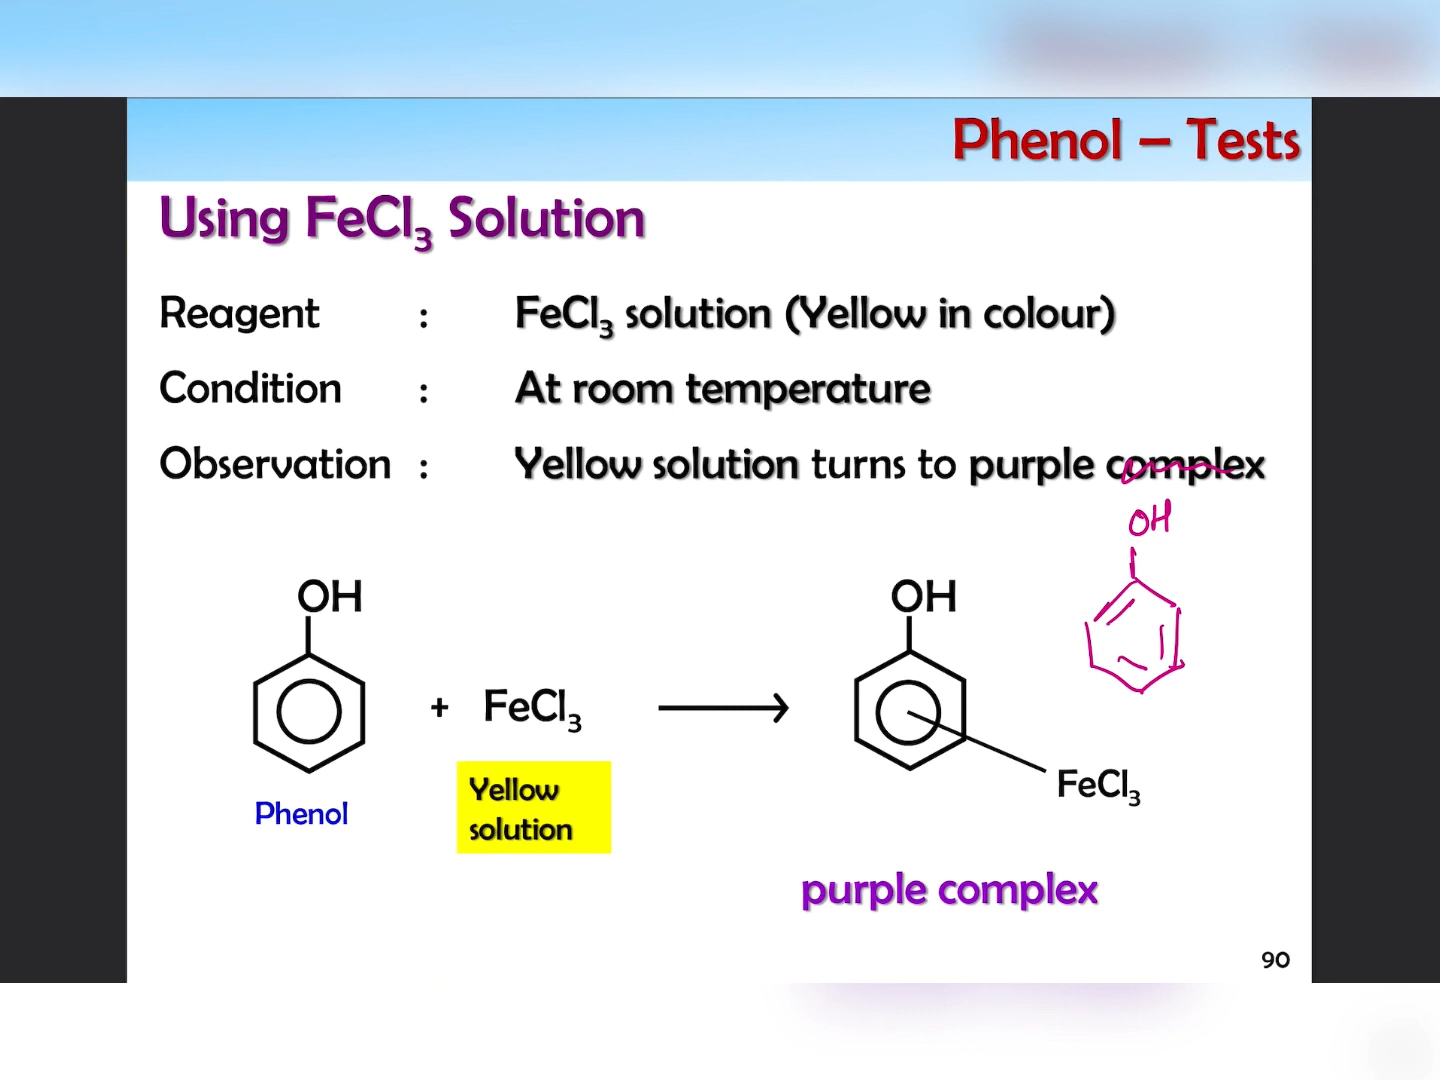 Phenol – Tests
Using FeCl₃ Solution
Reagent : FeCl₃ solution (Yellow in colour)
Condition : At room temperature
Observation : Yellow solution turns to purple complex
OH
OH
OH
+ FeCl₃
FeCl₃
Yellow
solution
Phenol
purple complex
90